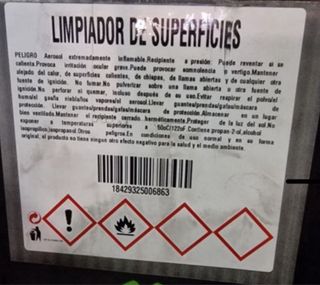 LIMPIADOR DE SUPERFICIES
PELIGRO Aerosol extremadamente inflamable.Recipiente a presión: Puede reventar si se
calienta.Provoca irritación ocular grave.Puede provocar somnolencia y vertigo.Mantener
alejado del calor, de superficies calientes, de chispas, de llamas abiertas y de cualquier otra fuente de
ignición. No fumar. No pulverizar sobre una llama abierta u otra fuente de
ignición. No perforar ni quemar, incluso después de su uso.Evitar respirar el polvo/el
humo/el gas/la niebla/los vapores/el aerosol. Llevar guantes/prendas/gafas/máscara de
protección. Llevar guantes/prendas/gafas/máscara de protección.Almacenar en un lugar
bien ventilado. Mantener el recipiente cerrado herméticamente.Proteger de la luz del sol.No
exponer a temperaturas superiores a 50oC/122oF.Contiene propan-2-ol,alcohol
isopropílico,isopropanol.Otros peligros.En condiciones de uso normal y en su forma
original, el producto no tiene ningún otro efecto negativo para la salud y el medio ambiente.
18429325006863